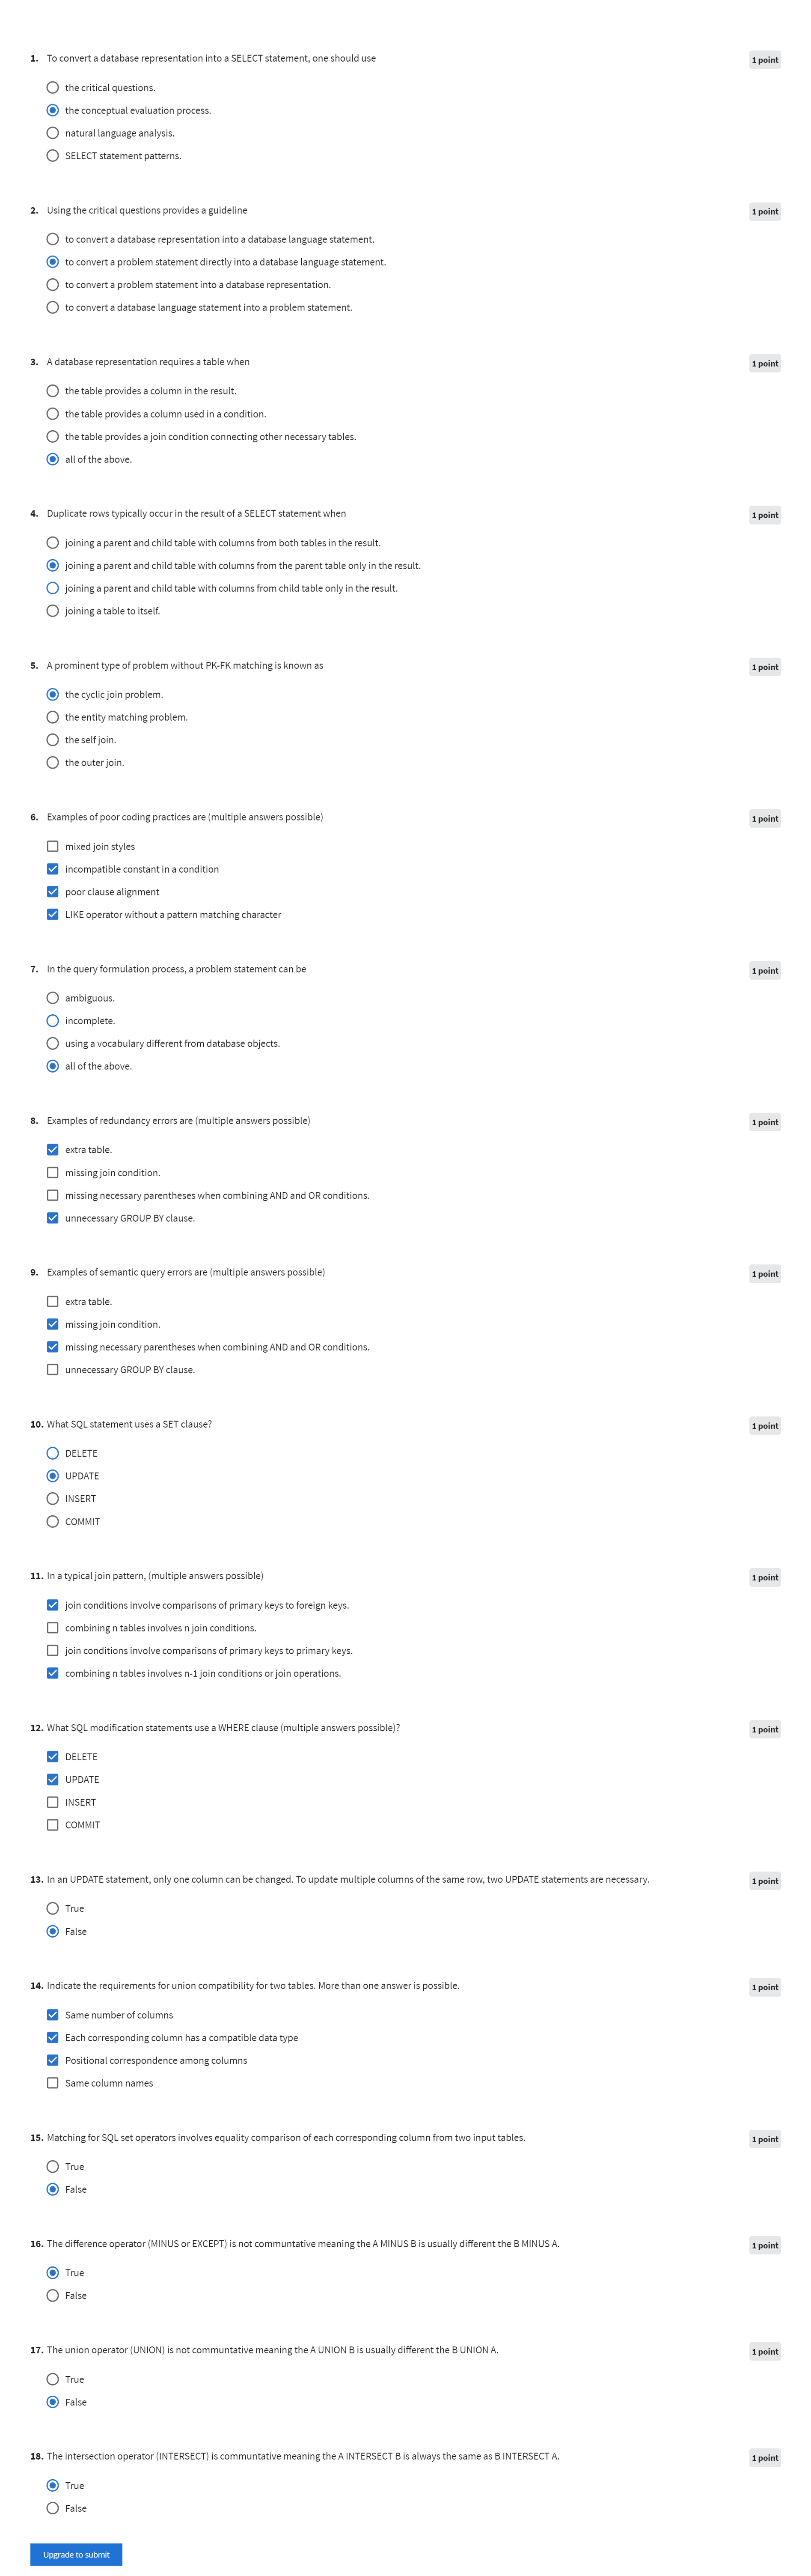 1. To convert a database representation into a SELECT statement, one should use
1 point
the critical questions.
the conceptual evaluation process.
natural language analysis.
SELECT statement patterns.
2. Using the critical questions provides a guideline
1 point
to convert a database representation into a database language statement.
to convert a problem statement directly into a database language statement.
to convert a problem statement into a database representation.
to convert a database language statement into a problem statement.
3. A database representation requires a table when
1 point
the table provides a column in the result.
the table provides a column used in a condition.
the table provides a join condition connecting other necessary tables.
all of the above.
4. Duplicate rows typically occur in the result of a SELECT statement when
1 point
joining a parent and child table with columns from both tables in the result.
joining a parent and child table with columns from the parent table only in the result.
joining a parent and child table with columns from child table only in the result.
joining a table to itself.
5. A prominent type of problem without PK-FK matching is known as
1 point
the cyclic join problem.
the entity matching problem.
the self join.
the outer join.
6. Examples of poor coding practices are (multiple answers possible)
1 point
mixed join styles
incompatible constant in a condition
poor clause alignment
LIKE operator without a pattern matching character
7. In the query formulation process, a problem statement can be
1 point
ambiguous.
incomplete.
using a vocabulary different from database objects.
all of the above.
8. Examples of redundancy errors are (multiple answers possible)
1 point
extra table.
missing join condition.
missing necessary parentheses when combining AND and OR conditions.
unnecessary GROUP BY clause.
9. Examples of semantic query errors are (multiple answers possible)
1 point
extra table.
missing join condition.
missing necessary parentheses when combining AND and OR conditions.
unnecessary GROUP BY clause.
10. What SQL statement uses a SET clause?
1 point
DELETE
UPDATE
INSERT
COMMIT
11. In a typical join pattern, (multiple answers possible)
1 point
join conditions involve comparisons of primary keys to foreign keys.
combining n tables involves n join conditions.
join conditions involve comparisons of primary keys to primary keys.
combining n tables involves n-1 join conditions or join operations.
12. What SQL modification statements use a WHERE clause (multiple answers possible)?
1 point
DELETE
UPDATE
INSERT
COMMIT
13. In an UPDATE statement, only one column can be changed. To update multiple columns of the same row, two UPDATE statements are necessary.
1 point
True
False
14. Indicate the requirements for union compatibility for two tables. More than one answer is possible.
1 point
Same number of columns
Each corresponding column has a compatible data type
Positional correspondence among columns
Same column names
15. Matching for SQL set operators involves equality comparison of each corresponding column from two input tables.
1 point
True
False
16. The difference operator (MINUS or EXCEPT) is not communtative meaning the A MINUS B is usually different the B MINUS A.
1 point
True
False
17. The union operator (UNION) is not communtative meaning the A UNION B is usually different the B UNION A.
1 point
True
False
18. The intersection operator (INTERSECT) is communtative meaning the A INTERSECT B is always the same as B INTERSECT A.
1 point
True
False
Upgrade to submit